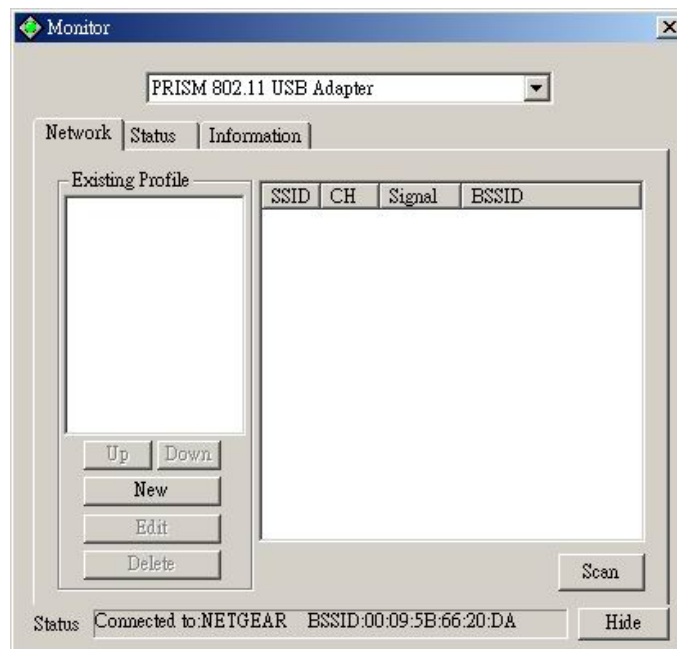 Monitor
PRISM 802.11 USB Adapter
Network Status Information
Existing Profile
SSID CH Signal BSSID
Up Down
New
Edit
Delete
Scan
Status Connected to:NETGEAR BSSID:00:09:5B:66:20:DA Hide